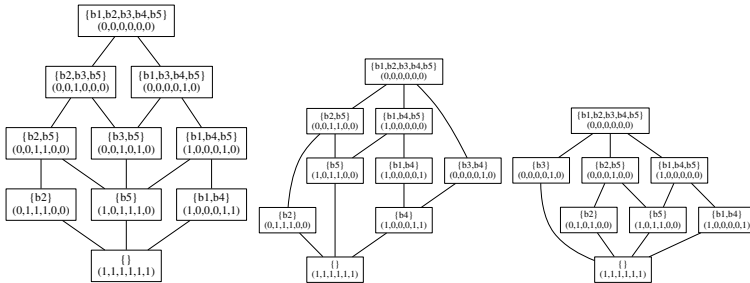 {b1,b2,b3,b4,b5}
(0,0,0,0,0,0)
{b2,b3,b5}
(0,0,1,0,0,0)
{b1,b3,b4,b5}
(0,0,0,0,1,0)
{b2,b5}
(0,0,1,1,0,0)
{b3,b5}
(0,0,1,0,1,0)
{b1,b4,b5}
(1,0,0,0,1,0)
{b2}
(0,1,1,1,0,0)
{b5}
(1,0,1,1,1,0)
{b1,b4}
(1,0,0,0,1,1)
{}
(1,1,1,1,1,1)
{b1,b2,b3,b4,b5}
(0,0,0,0,0,0)
{b2,b5}
(0,0,1,1,0,0)
{b1,b4,b5}
(1,0,0,0,0,0)
{b5}
(1,0,1,1,0,0)
{b1,b4}
(1,0,0,0,0,1)
{b3,b4}
(0,0,0,0,1,0)
{b2}
(0,1,1,1,0,0)
{b4}
(1,0,0,0,1,1)
{}
(1,1,1,1,1,1)
{b1,b2,b3,b4,b5}
(0,0,0,0,0,0)
{b3}
(0,0,0,0,1,0)
{b2,b5}
(0,0,0,1,0,0)
{b1,b4,b5}
(1,0,0,0,0,0)
{b2}
(0,1,0,1,0,0)
{b5}
(1,0,1,1,0,0)
{b1,b4}
(1,0,0,0,0,1)
{}
(1,1,1,1,1,1)